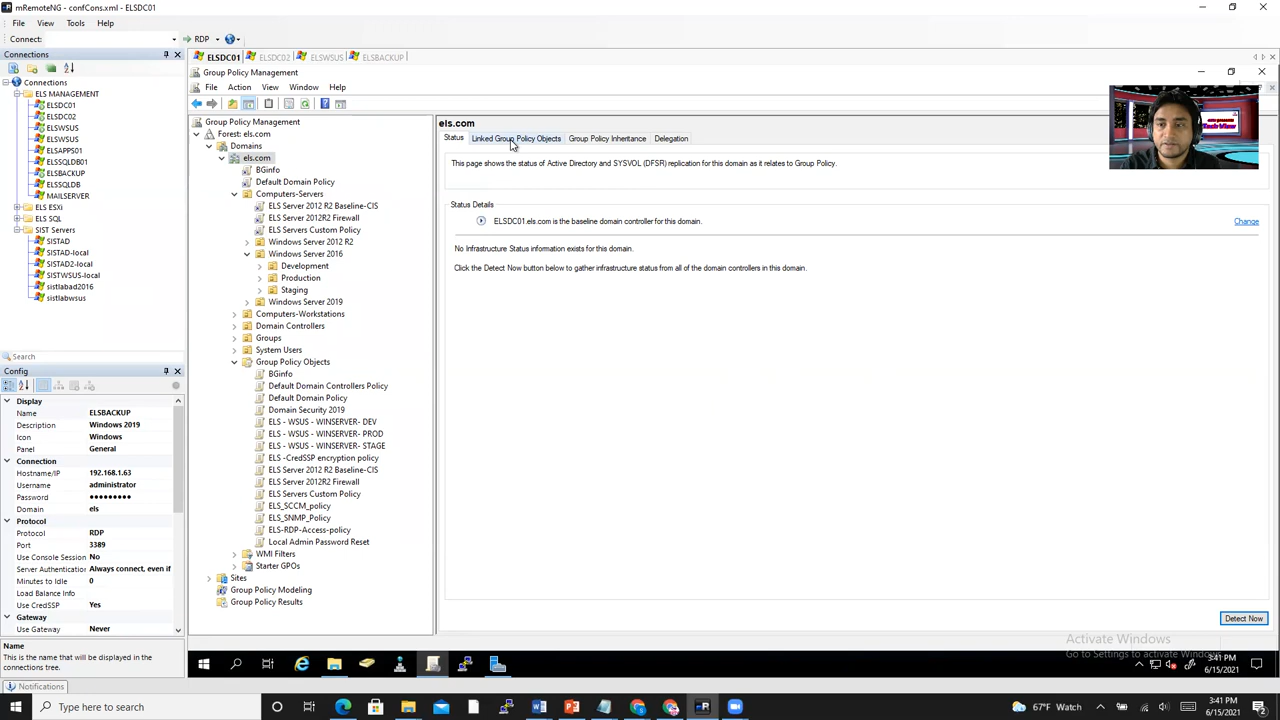 mRemoteNG - confCons.xml - ELSDC01
File View Tools Help
Connect: RDP
Connections
Connections
ELS MANAGEMENT
ELSDC01
ELSDC02
ELSWSUS
ELSWSUS
ELSAPPS01
ELSSQLDB01
ELSBACKUP
ELSSQLDB
MAILSERVER
ELS ESXi
ELS SQL
SIST Servers
SISTAD
SISTAD-local
SISTAD2-local
SISTWSUS-local
sistlabad2016
sistlabwsus
Search
Config
Display
Name ELSBACKUP
Description Windows 2019
Icon Windows
Panel General
Connection
Hostname/IP 192.168.1.63
Username administrator
Password ●●●●●●●●●
Domain els
Protocol
Protocol RDP
Port 3389
Use Console Session No
Server Authentication Always connect, even if
Minutes to Idle 0
Load Balance Info
Use CredSSP Yes
Gateway
Use Gateway Never
Name
This is the name that will be displayed in the connections tree.
Notifications
ELSDC01 ELSDC02 ELSWSUS ELSBACKUP
Group Policy Management
File Action View Window Help
Group Policy Management
Forest: els.com
Domains
els.com
BGinfo
Default Domain Policy
Computers-Servers
ELS Server 2012 R2 Baseline-CIS
ELS Server 2012 R2 Firewall
ELS Servers Custom Policy
Windows Server 2012 R2
Windows Server 2016
Development
Production
Staging
Windows Server 2019
Computers-Workstations
Domain Controllers
Groups
System Users
Group Policy Objects
BGinfo
Default Domain Controllers Policy
Default Domain Policy
Domain Security 2019
ELS - WSUS - WINSERVER- DEV
ELS - WSUS - WINSERVER- PROD
ELS - WSUS - WINSERVER- STAGE
ELS -CredSSP encryption policy
ELS Server 2012 R2 Baseline-CIS
ELS Server 2012R2 Firewall
ELS Servers Custom Policy
ELS_SCCM_policy
ELS_SNMP_Policy
ELS-RDP-Access-policy
Local Admin Password Reset
WMI Filters
Starter GPOs
Sites
Group Policy Modeling
Group Policy Results
els.com
Status Linked Group Policy Objects Group Policy Inheritance Delegation
This page shows the status of Active Directory and SYSVOL (DFSR) replication for this domain as it relates to Group Policy.
Status Details
ELSDC01.els.com is the baseline domain controller for this domain. Change
No Infrastructure Status information exists for this domain.
Click the Detect Now button below to gather infrastructure status from all of the domain controllers in this domain.
Tech View
Detect Now
Activate Windows
Go to Settings to activate Windows
3:41 PM
6/15/2021
Type here to search
67°F Haze
3:41 PM
6/15/2021